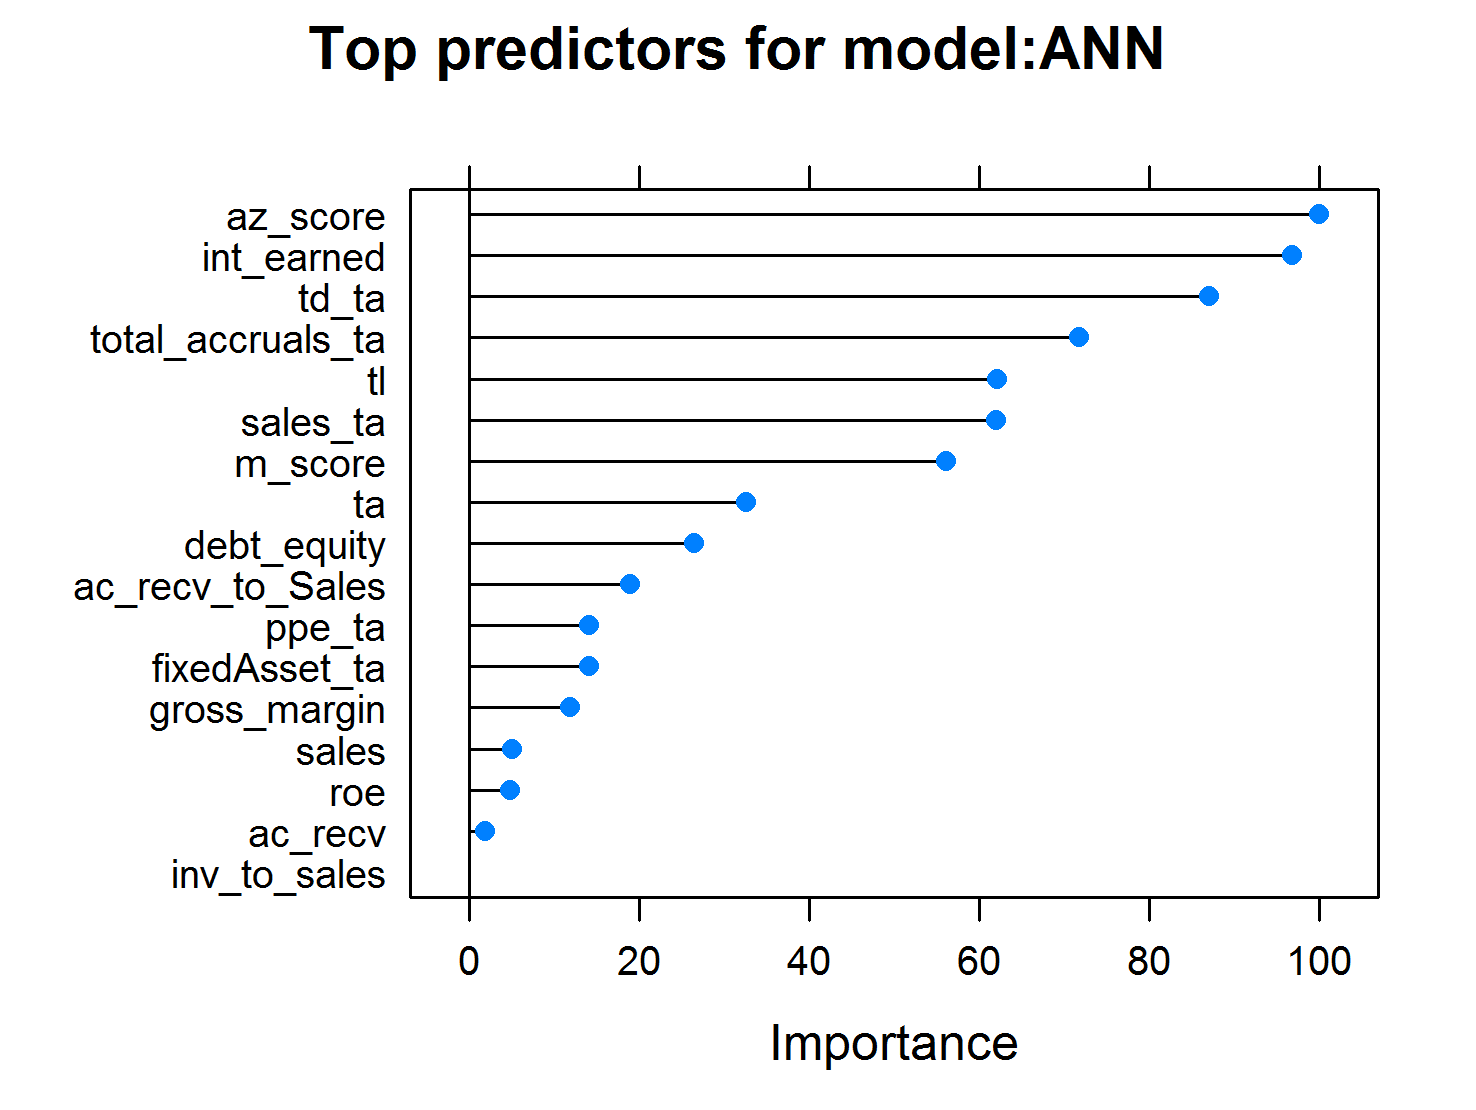 Top predictors for model:ANN
az_score
int_earned
td_ta
total_accruals_ta
tl
sales_ta
m_score
ta
debt_equity
ac_recv_to_Sales
ppe_ta
fixedAsset_ta
gross_margin
sales
roe
ac_recv
inv_to_sales
0 20 40 60 80 100
Importance